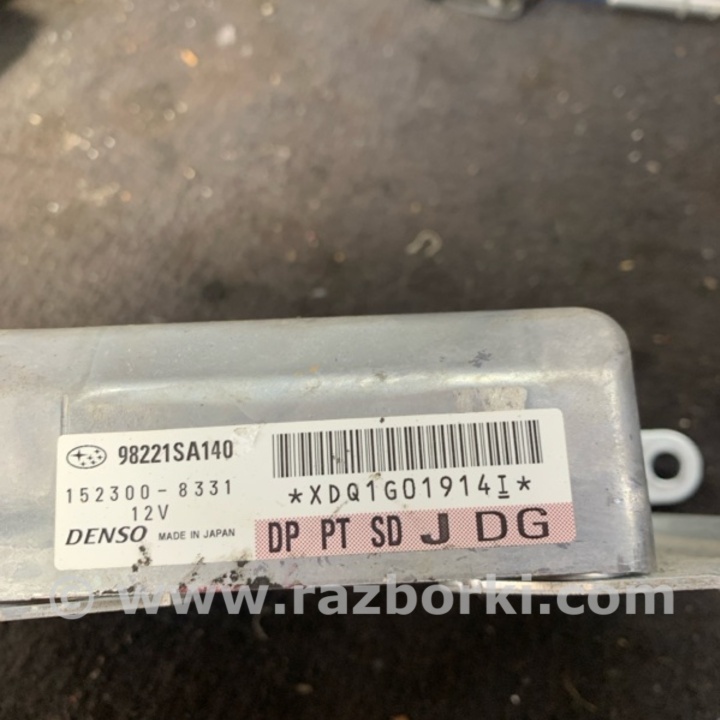 98221SA140
152300-8331
12V
DENSO MADE IN JAPAN
*XDQ1G01914I*
DP PT SD J DG
© www.razborki.com